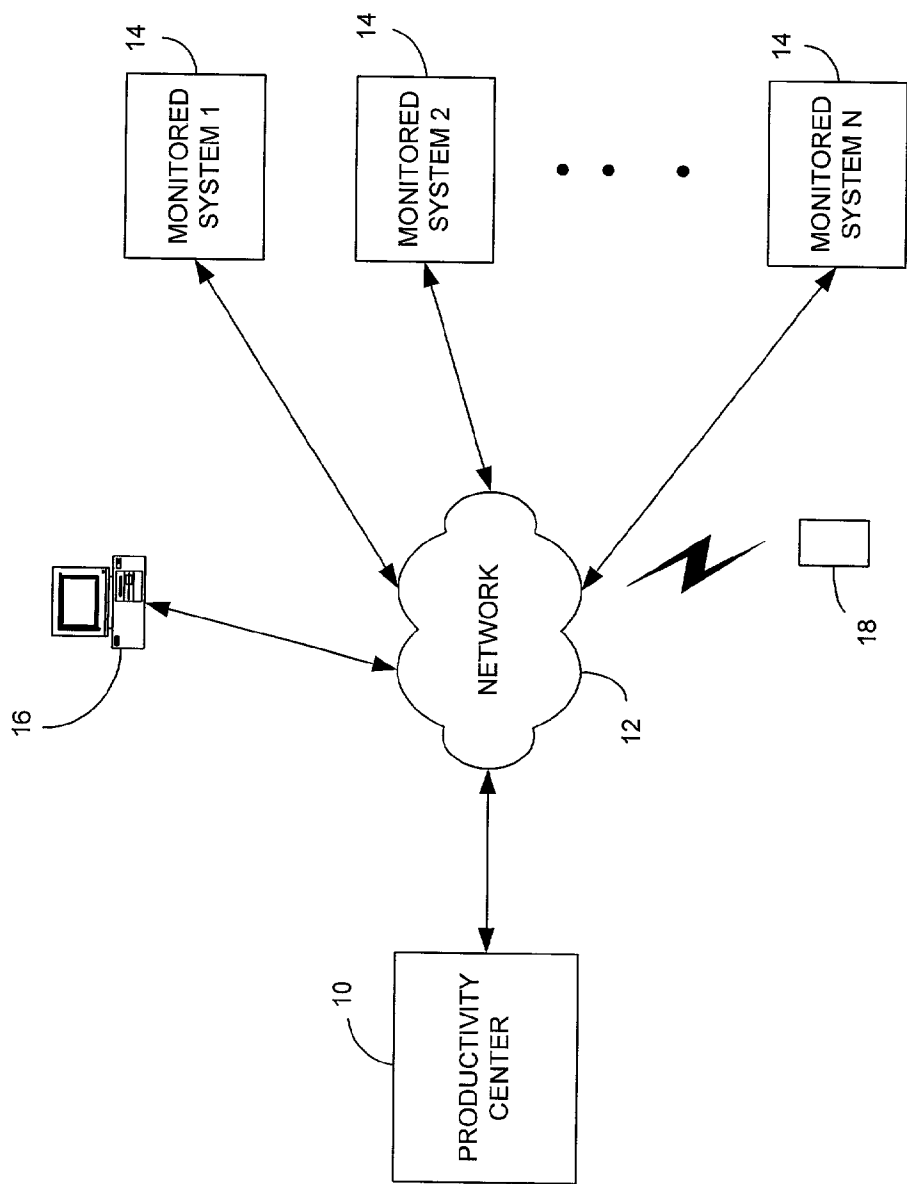 16
14
MONITORED
SYSTEM 1
14
MONITORED
SYSTEM 2
10
PRODUCTIVITY
CENTER
NETWORK
12
18
14
MONITORED
SYSTEM N